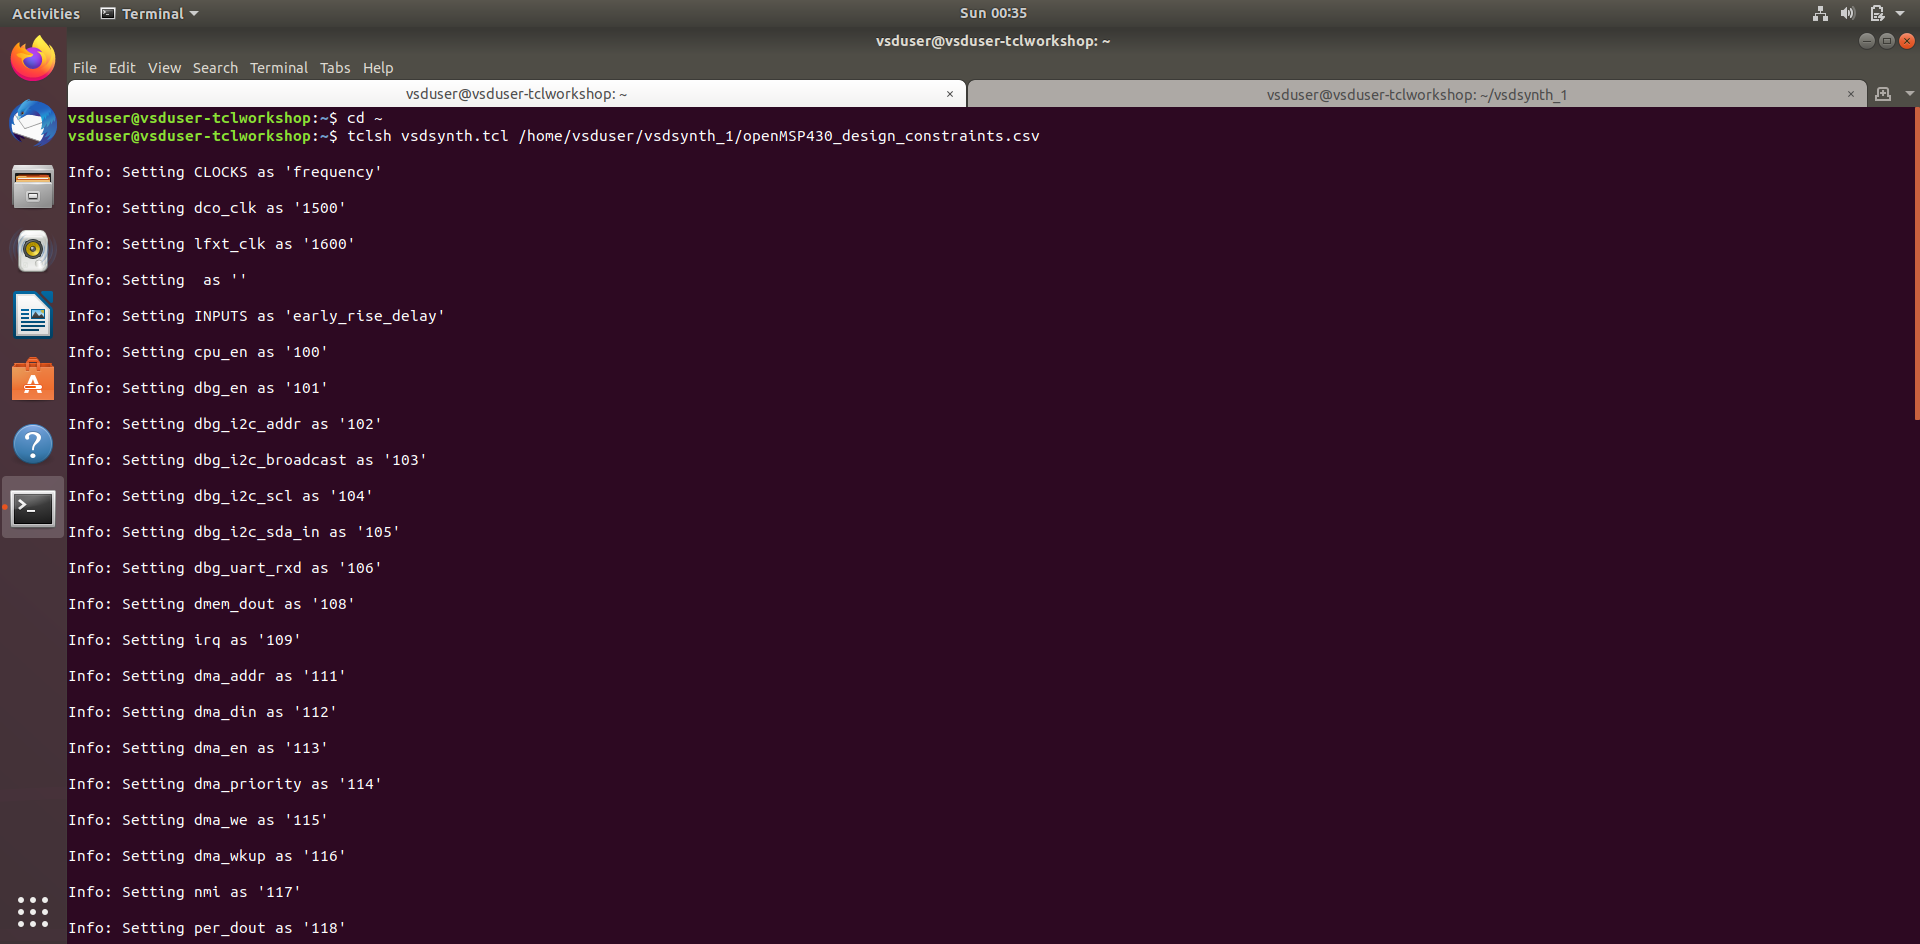 Activities Terminal Sun 00:35
vsduser@vsduser-tclworkshop: ~
File Edit View Search Terminal Tabs Help
vsduser@vsduser-tclworkshop: ~ × vsduser@vsduser-tclworkshop: ~/vsdsynth_1 ×
vsduser@vsduser-tclworkshop:~$ cd ~
vsduser@vsduser-tclworkshop:~$ tclsh vsdsynth.tcl /home/vsduser/vsdsynth_1/openMSP430_design_constraints.csv
Info: Setting CLOCKS as 'frequency'
Info: Setting dco_clk as '1500'
Info: Setting lfxt_clk as '1600'
Info: Setting  as ''
Info: Setting INPUTS as 'early_rise_delay'
Info: Setting cpu_en as '100'
Info: Setting dbg_en as '101'
Info: Setting dbg_i2c_addr as '102'
Info: Setting dbg_i2c_broadcast as '103'
Info: Setting dbg_i2c_scl as '104'
Info: Setting dbg_i2c_sda_in as '105'
Info: Setting dbg_uart_rxd as '106'
Info: Setting dmem_dout as '108'
Info: Setting irq as '109'
Info: Setting dma_addr as '111'
Info: Setting dma_din as '112'
Info: Setting dma_en as '113'
Info: Setting dma_priority as '114'
Info: Setting dma_we as '115'
Info: Setting dma_wkup as '116'
Info: Setting nmi as '117'
Info: Setting per_dout as '118'